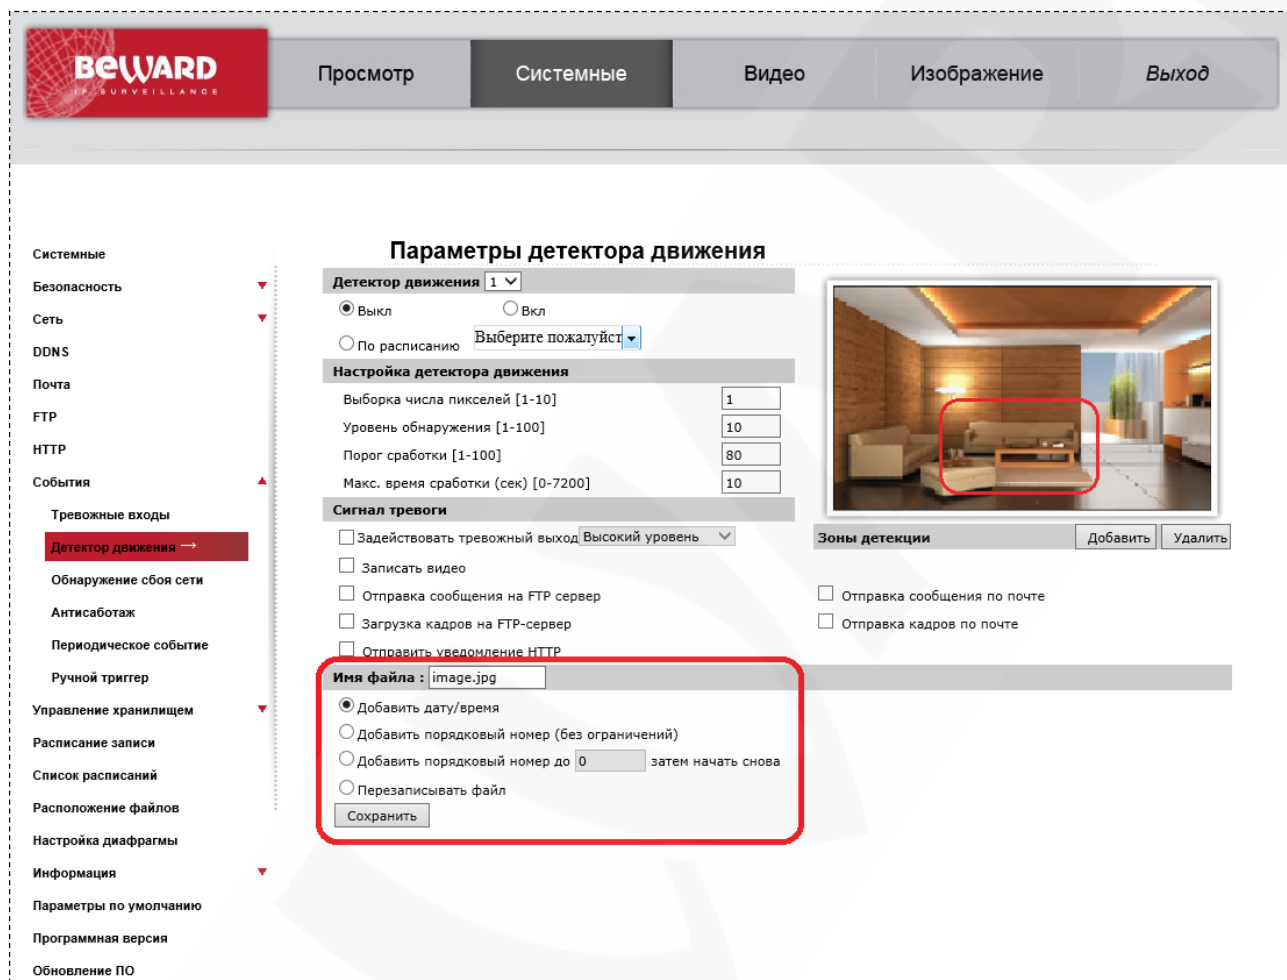 BEWARD
IP SURVEILLANCE
Просмотр
Системные
Видео
Изображение
Выход
Системные
Безопасность
Сеть
DDNS
Почта
FTP
HTTP
События
Тревожные входы
Детектор движения →
Обнаружение сбоя сети
Антисаботаж
Периодическое событие
Ручной триггер
Управление хранилищем
Расписание записи
Список расписаний
Расположение файлов
Настройка диафрагмы
Информация
Параметры по умолчанию
Программная версия
Обновление ПО
Параметры детектора движения
Детектор движения 1
Выкл Вкл
По расписанию Выберите пожалуйст
Настройка детектора движения
Выборка числа пикселей [1-10] 1
Уровень обнаружения [1-100] 10
Порог сработки [1-100] 80
Макс. время сработки (сек) [0-7200] 10
Сигнал тревоги
Задействовать тревожный выход Высокий уровень
Записать видео
Отправка сообщения на FTP сервер
Загрузка кадров на FTP-сервер
Отправить уведомление HTTP
Зоны детекции Добавить Удалить
Отправка сообщения по почте
Отправка кадров по почте
Имя файла : image.jpg
Добавить дату/время
Добавить порядковый номер (без ограничений)
Добавить порядковый номер до 0 затем начать снова
Перезаписывать файл
Сохранить